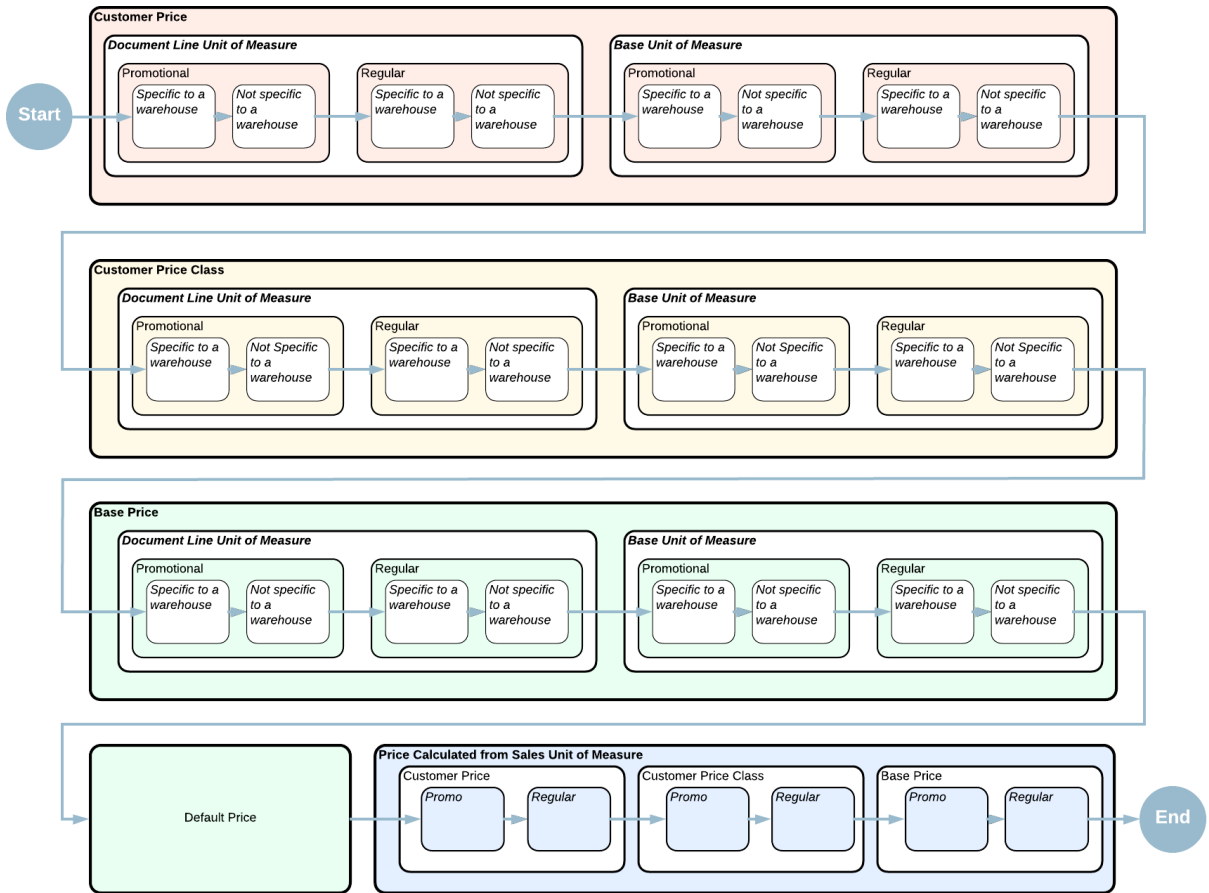 Customer Price
Document Line Unit of Measure
Promotional
Specific to a
warehouse
Not specific
to a
warehouse
Regular
Specific to a
warehouse
Not specific
to a
warehouse
Base Unit of Measure
Promotional
Specific to a
warehouse
Not specific
to a
warehouse
Regular
Specific to a
warehouse
Not specific
to a
warehouse
Start
Customer Price Class
Document Line Unit of Measure
Promotional
Specific to a
warehouse
Not Specific
to a
warehouse
Regular
Specific to a
warehouse
Not specific
to a
warehouse
Base Unit of Measure
Promotional
Specific to a
warehouse
Not Specific
to a
warehouse
Regular
Specific to a
warehouse
Not Specific
to a
warehouse
Base Price
Document Line Unit of Measure
Promotional
Specific to a
warehouse
Not specific
to a
warehouse
Regular
Specific to a
warehouse
Not specific
to a
warehouse
Base Unit of Measure
Promotional
Specific to a
warehouse
Not specific
to a
warehouse
Regular
Specific to a
warehouse
Not specific
to a
warehouse
Default Price
Price Calculated from Sales Unit of Measure
Customer Price
Promo
Regular
Customer Price Class
Promo
Regular
Base Price
Promo
Regular
End